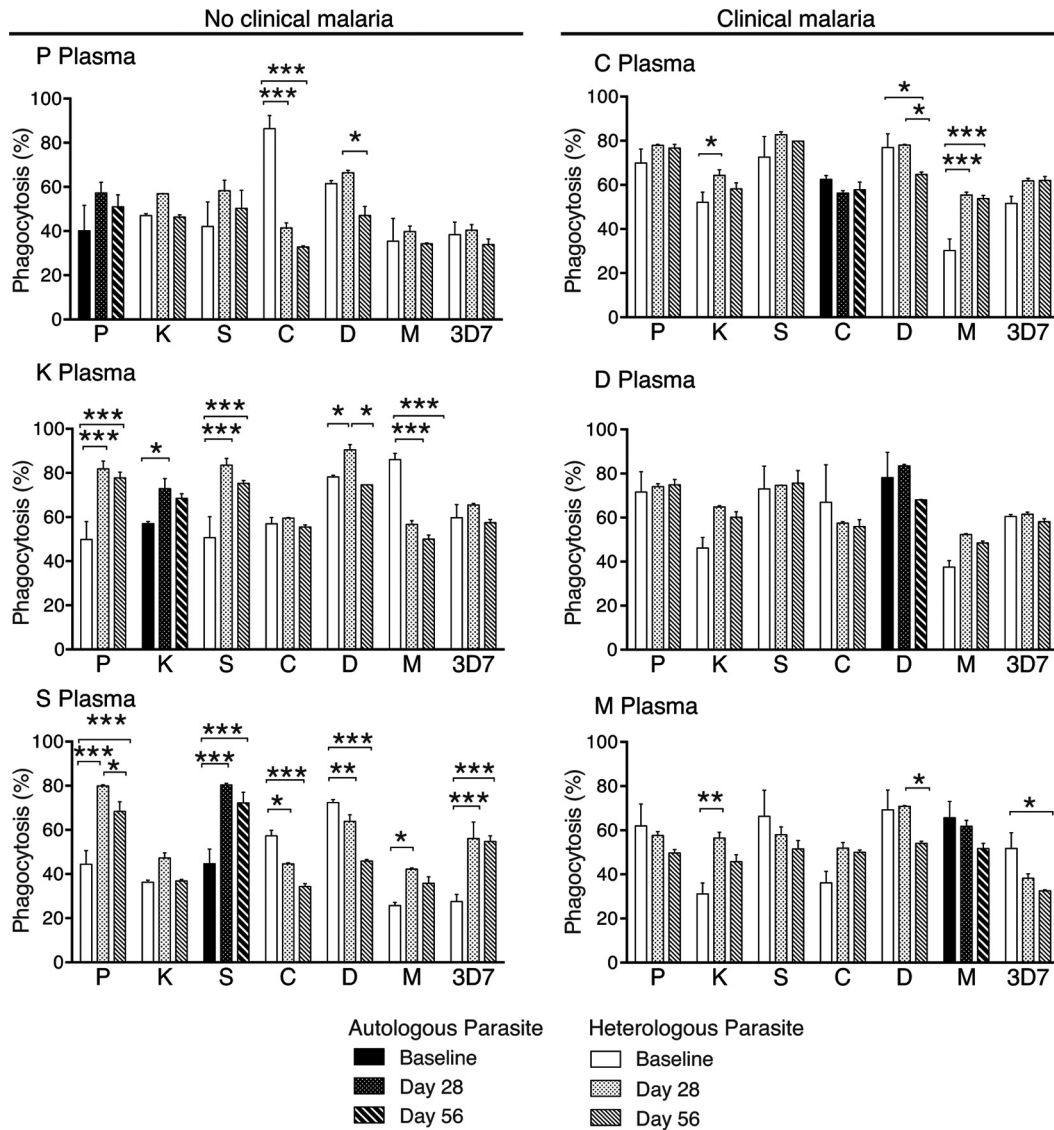 No clinical malaria
Clinical malaria
P Plasma
***
***
*
Phagocytosis (%)
100
80
60
40
20
0
P K S C D M 3D7
C Plasma
*
*
*
***
***
Phagocytosis (%)
100
80
60
40
20
0
P K S C D M 3D7
K Plasma
*** *** * * ***
*** * *** ***
Phagocytosis (%)
100
80
60
40
20
0
P K S C D M 3D7
D Plasma
Phagocytosis (%)
100
80
60
40
20
0
P K S C D M 3D7
S Plasma
*** *** *** *** ***
*** * *** * ** * ***
Phagocytosis (%)
100
80
60
40
20
0
P K S C D M 3D7
M Plasma
** * *
Phagocytosis (%)
100
80
60
40
20
0
P K S C D M 3D7
Autologous Parasite
Baseline
Day 28
Day 56
Heterologous Parasite
Baseline
Day 28
Day 56